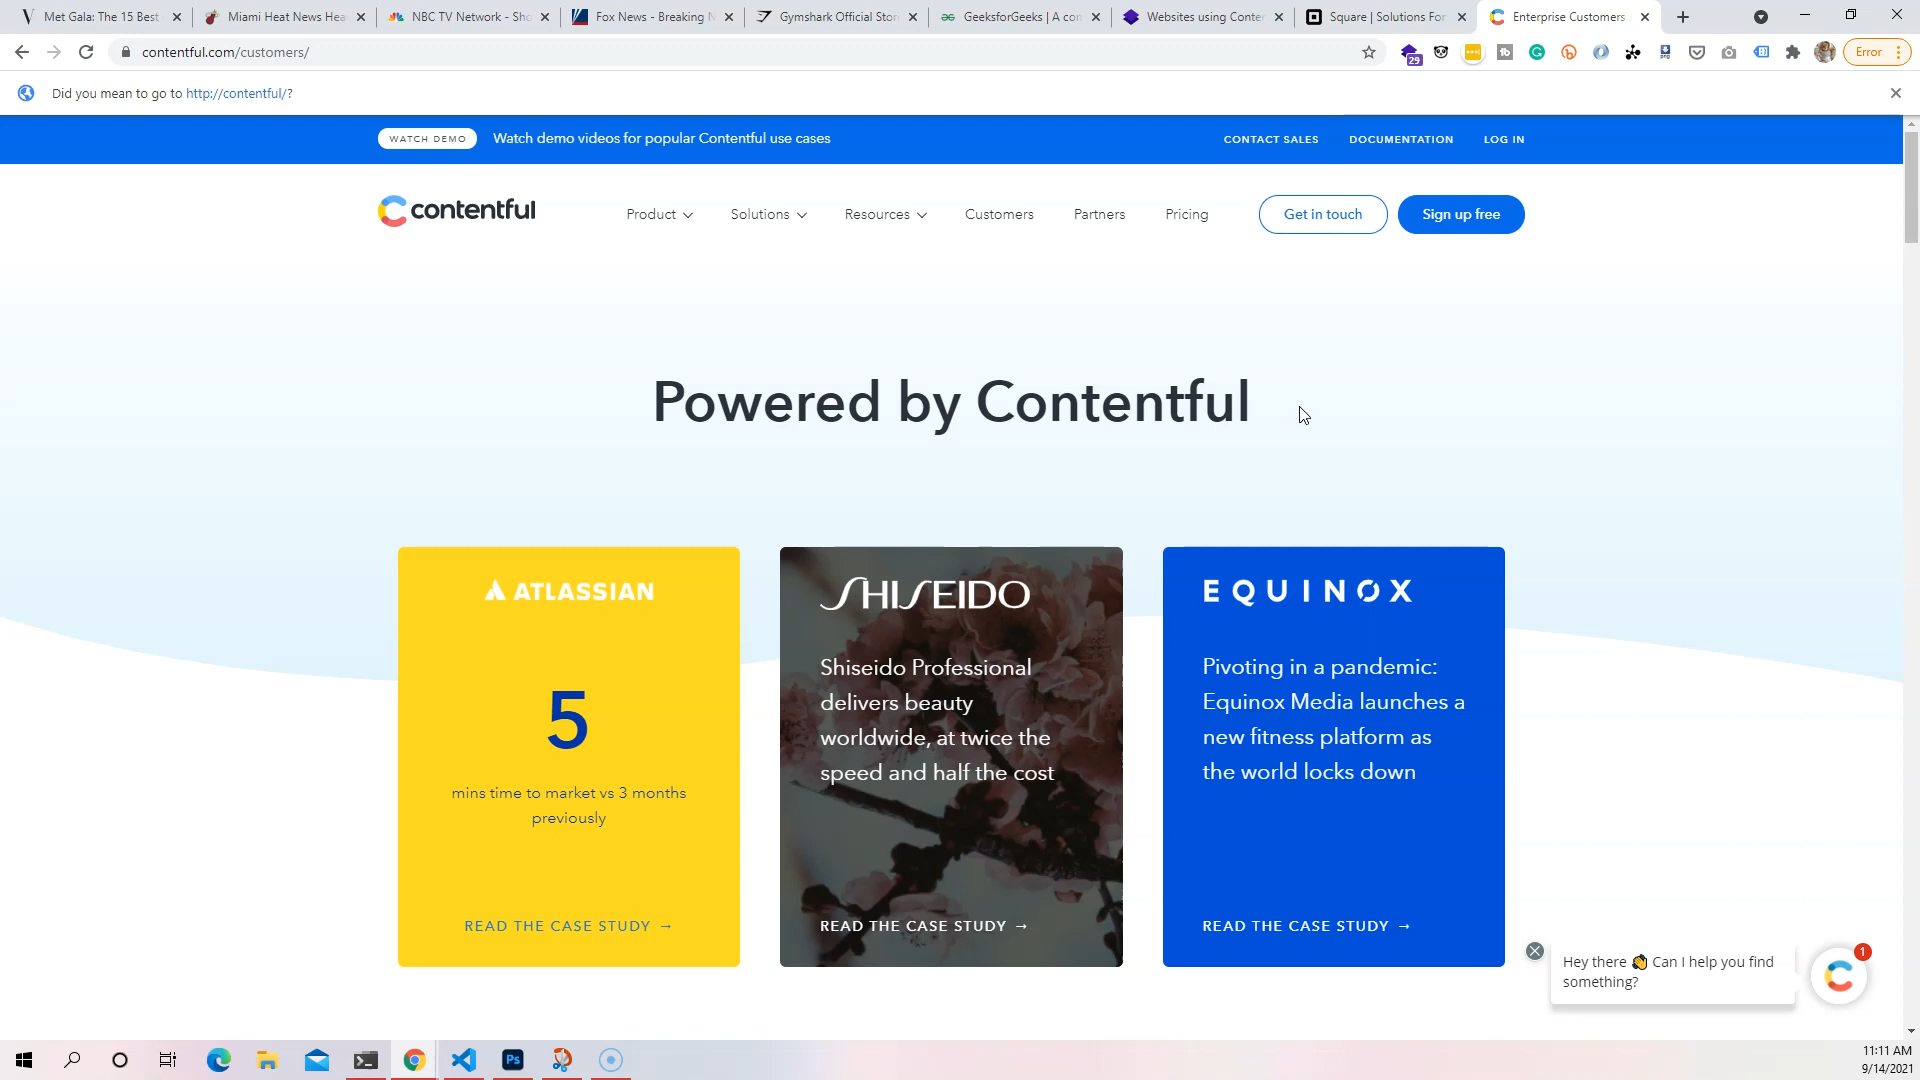 Met Gala: The 15 Best
Miami Heat News Hea
NBC TV Network - Sho
Fox News - Breaking N
Gymshark Official Stor
GeeksforGeeks | A con
Websites using Conter
Square | Solutions For
Enterprise Customers
contentful.com/customers/
29
Error
Did you mean to go to http://contentful/?
WATCH DEMO
Watch demo videos for popular Contentful use cases
CONTACT SALES
DOCUMENTATION
LOG IN
contentful
Product
Solutions
Resources
Customers
Partners
Pricing
Get in touch
Sign up free
Powered by Contentful
ATLASSIAN
5
mins time to market vs 3 months
previously
READ THE CASE STUDY →
SHISEIDO
Shiseido Professional
delivers beauty
worldwide, at twice the
speed and half the cost
READ THE CASE STUDY →
EQUINOX
Pivoting in a pandemic:
Equinox Media launches a
new fitness platform as
the world locks down
READ THE CASE STUDY →
Hey there 👋 Can I help you find
something?
1
Ps
11:11 AM
9/14/2021